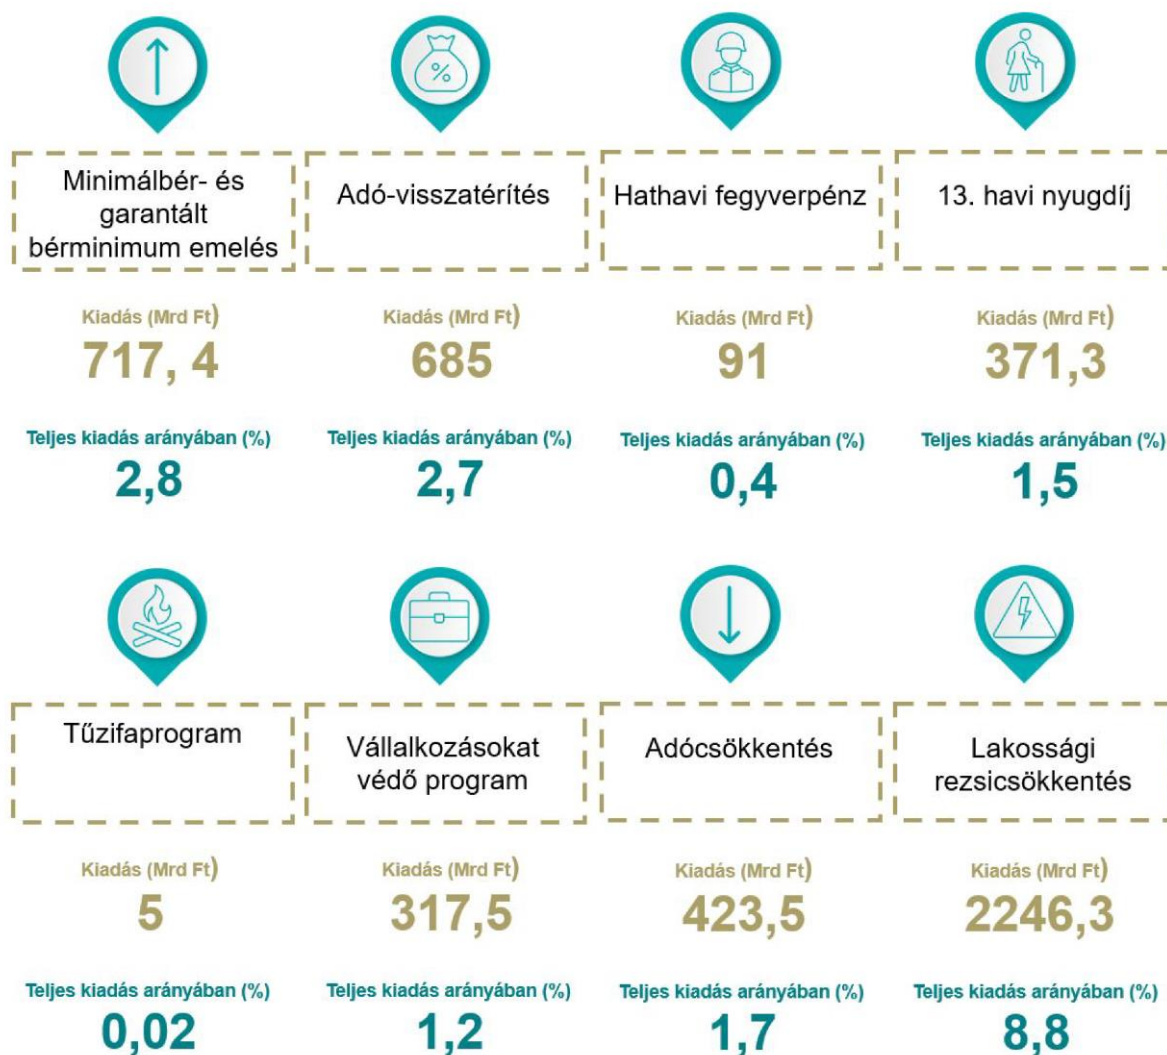 Minimálbér- és
garantált
bérminimum emelés
Adó-visszatérítés
Hathavi fegyverpénz
13. havi nyugdíj
Kiadás (Mrd Ft)
717, 4
Kiadás (Mrd Ft)
685
Kiadás (Mrd Ft)
91
Kiadás (Mrd Ft)
371,3
Teljes kiadás arányában (%)
2,8
Teljes kiadás arányában (%)
2,7
Teljes kiadás arányában (%)
0,4
Teljes kiadás arányában (%)
1,5
Tűzifaprogram
Vállalkozásokat
védő program
Adócsökkentés
Lakossági
rezsicsökkentés
Kiadás (Mrd Ft)
5
Kiadás (Mrd Ft)
317,5
Kiadás (Mrd Ft)
423,5
Kiadás (Mrd Ft)
2246,3
Teljes kiadás arányában (%)
0,02
Teljes kiadás arányában (%)
1,2
Teljes kiadás arányában (%)
1,7
Teljes kiadás arányában (%)
8,8